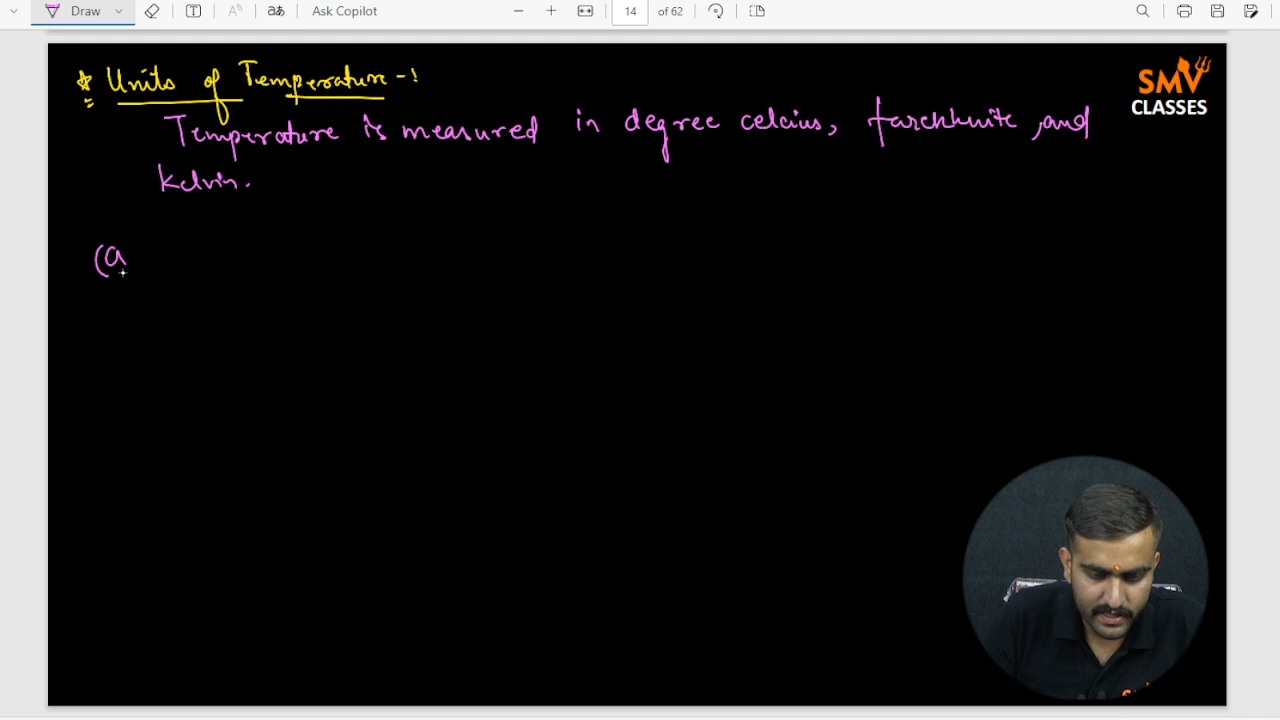 Draw
Ask Copilot
14 of 62
* Units of Temperature -!
SMV
CLASSES
Temperature is measured in degree celcius, farehhnite ,and
kelvin.
(a